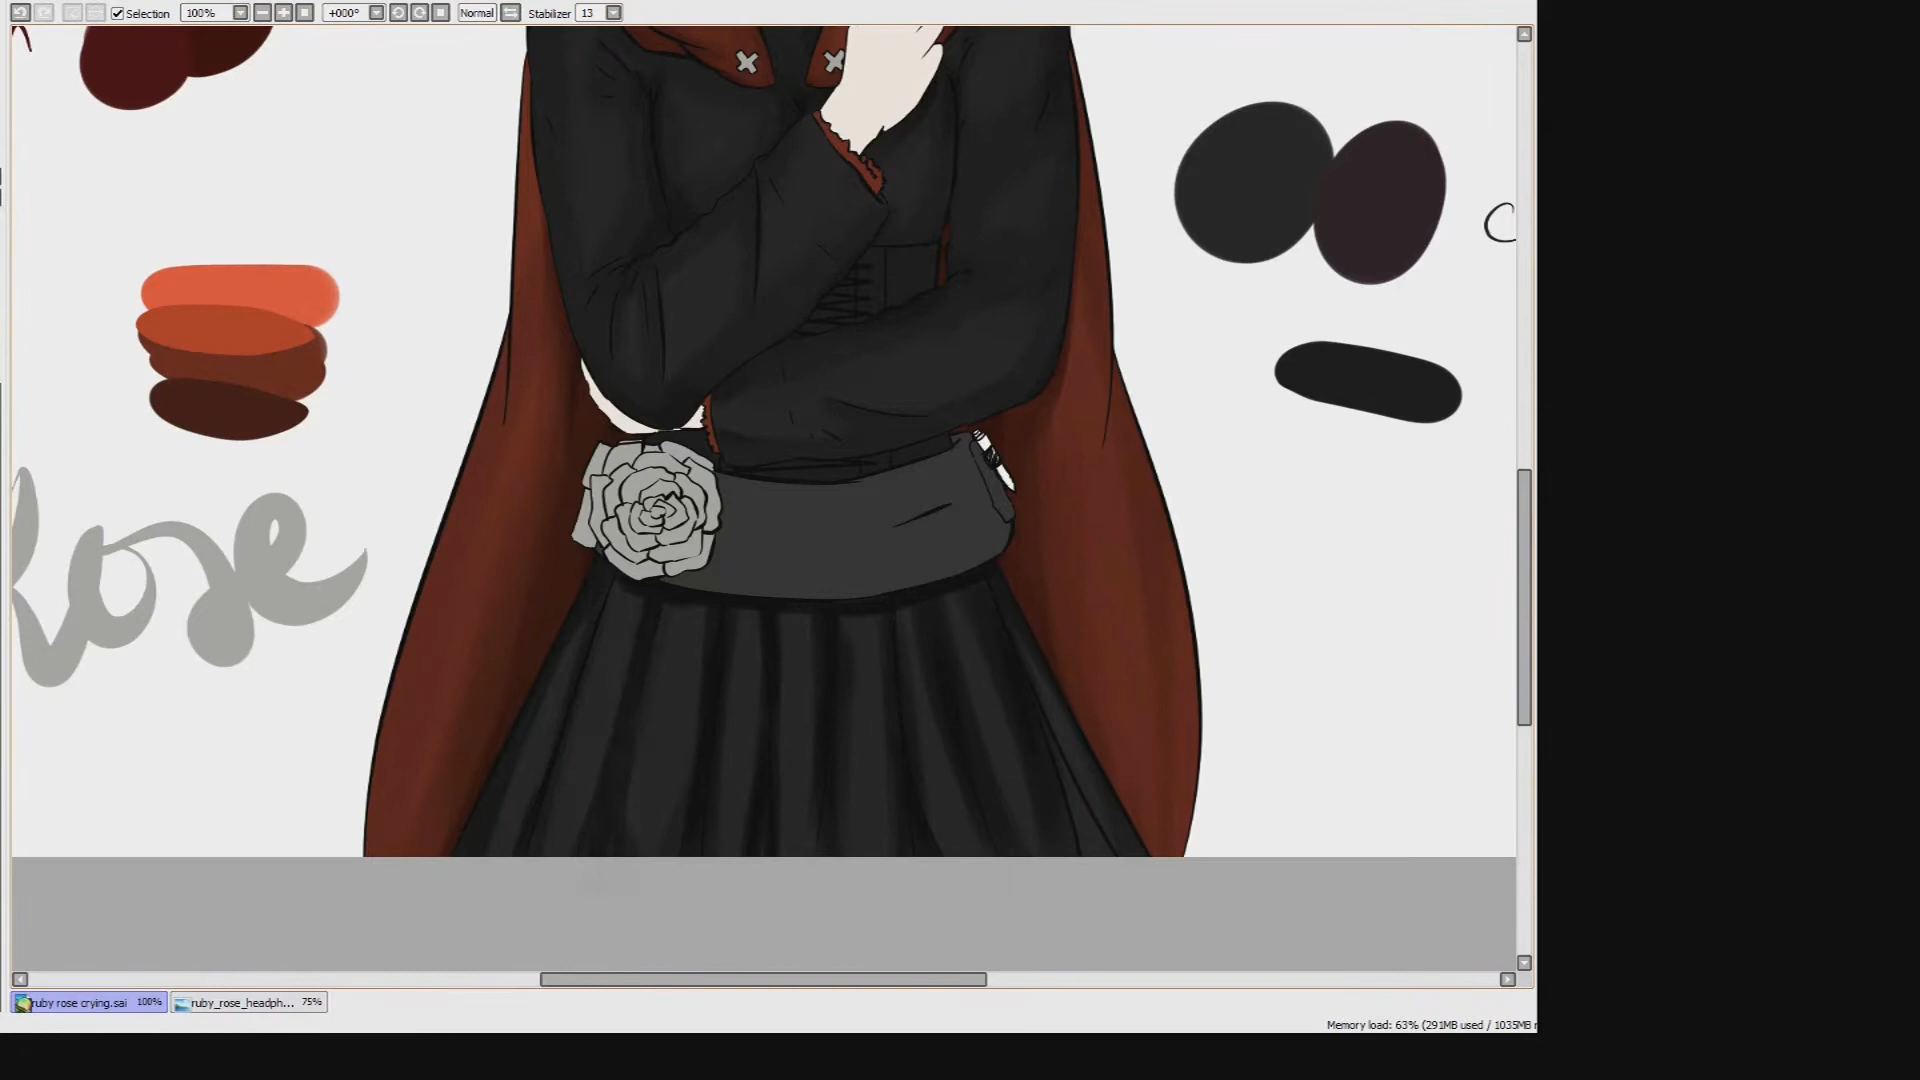 Selection 100% +000° Normal Stabilizer 13
Rose
ruby rose crying.sai 100% ruby_rose_headph... 75%
Memory load: 63% (291MB used / 1035MB